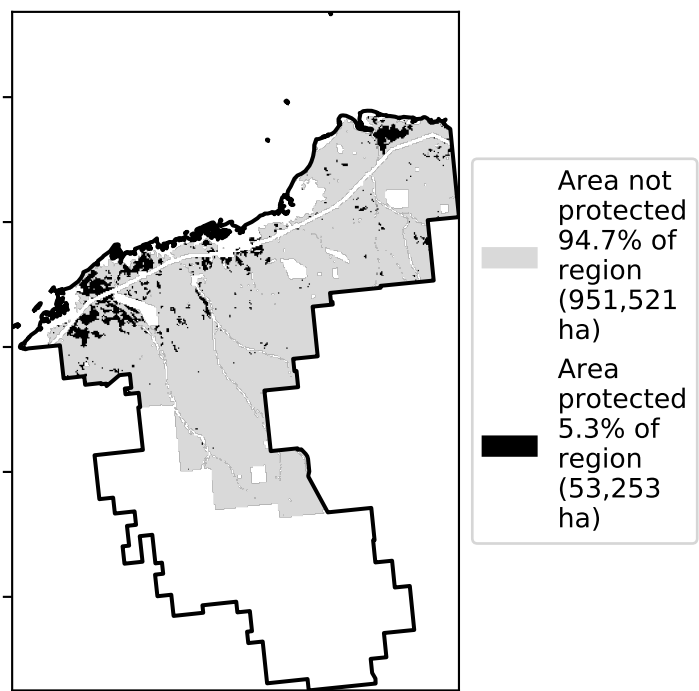 Area not
protected
94.7% of
region
(951,521
ha)
Area
protected
5.3% of
region
(53,253
ha)